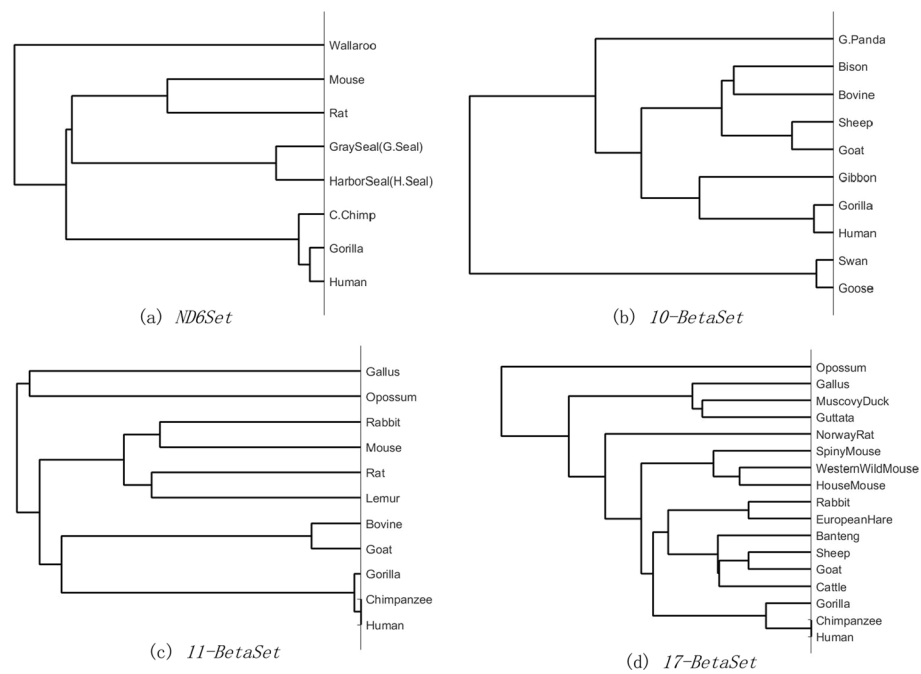 Wallaroo
Mouse
Rat
GraySeal(G.Seal)
HarborSeal(H.Seal)
C.Chimp
Gorilla
Human
(a) ND6Set
G.Panda
Bison
Bovine
Sheep
Goat
Gibbon
Gorilla
Human
Swan
Goose
(b) 10-BetaSet
Gallus
Opossum
Rabbit
Mouse
Rat
Lemur
Bovine
Goat
Gorilla
Chimpanzee
Human
(c) 11-BetaSet
Opossum
Gallus
MuscovyDuck
Guttata
NorwayRat
SpinyMouse
WesternWildMouse
HouseMouse
Rabbit
EuropeanHare
Banteng
Sheep
Goat
Cattle
Gorilla
Chimpanzee
Human
(d) 17-BetaSet